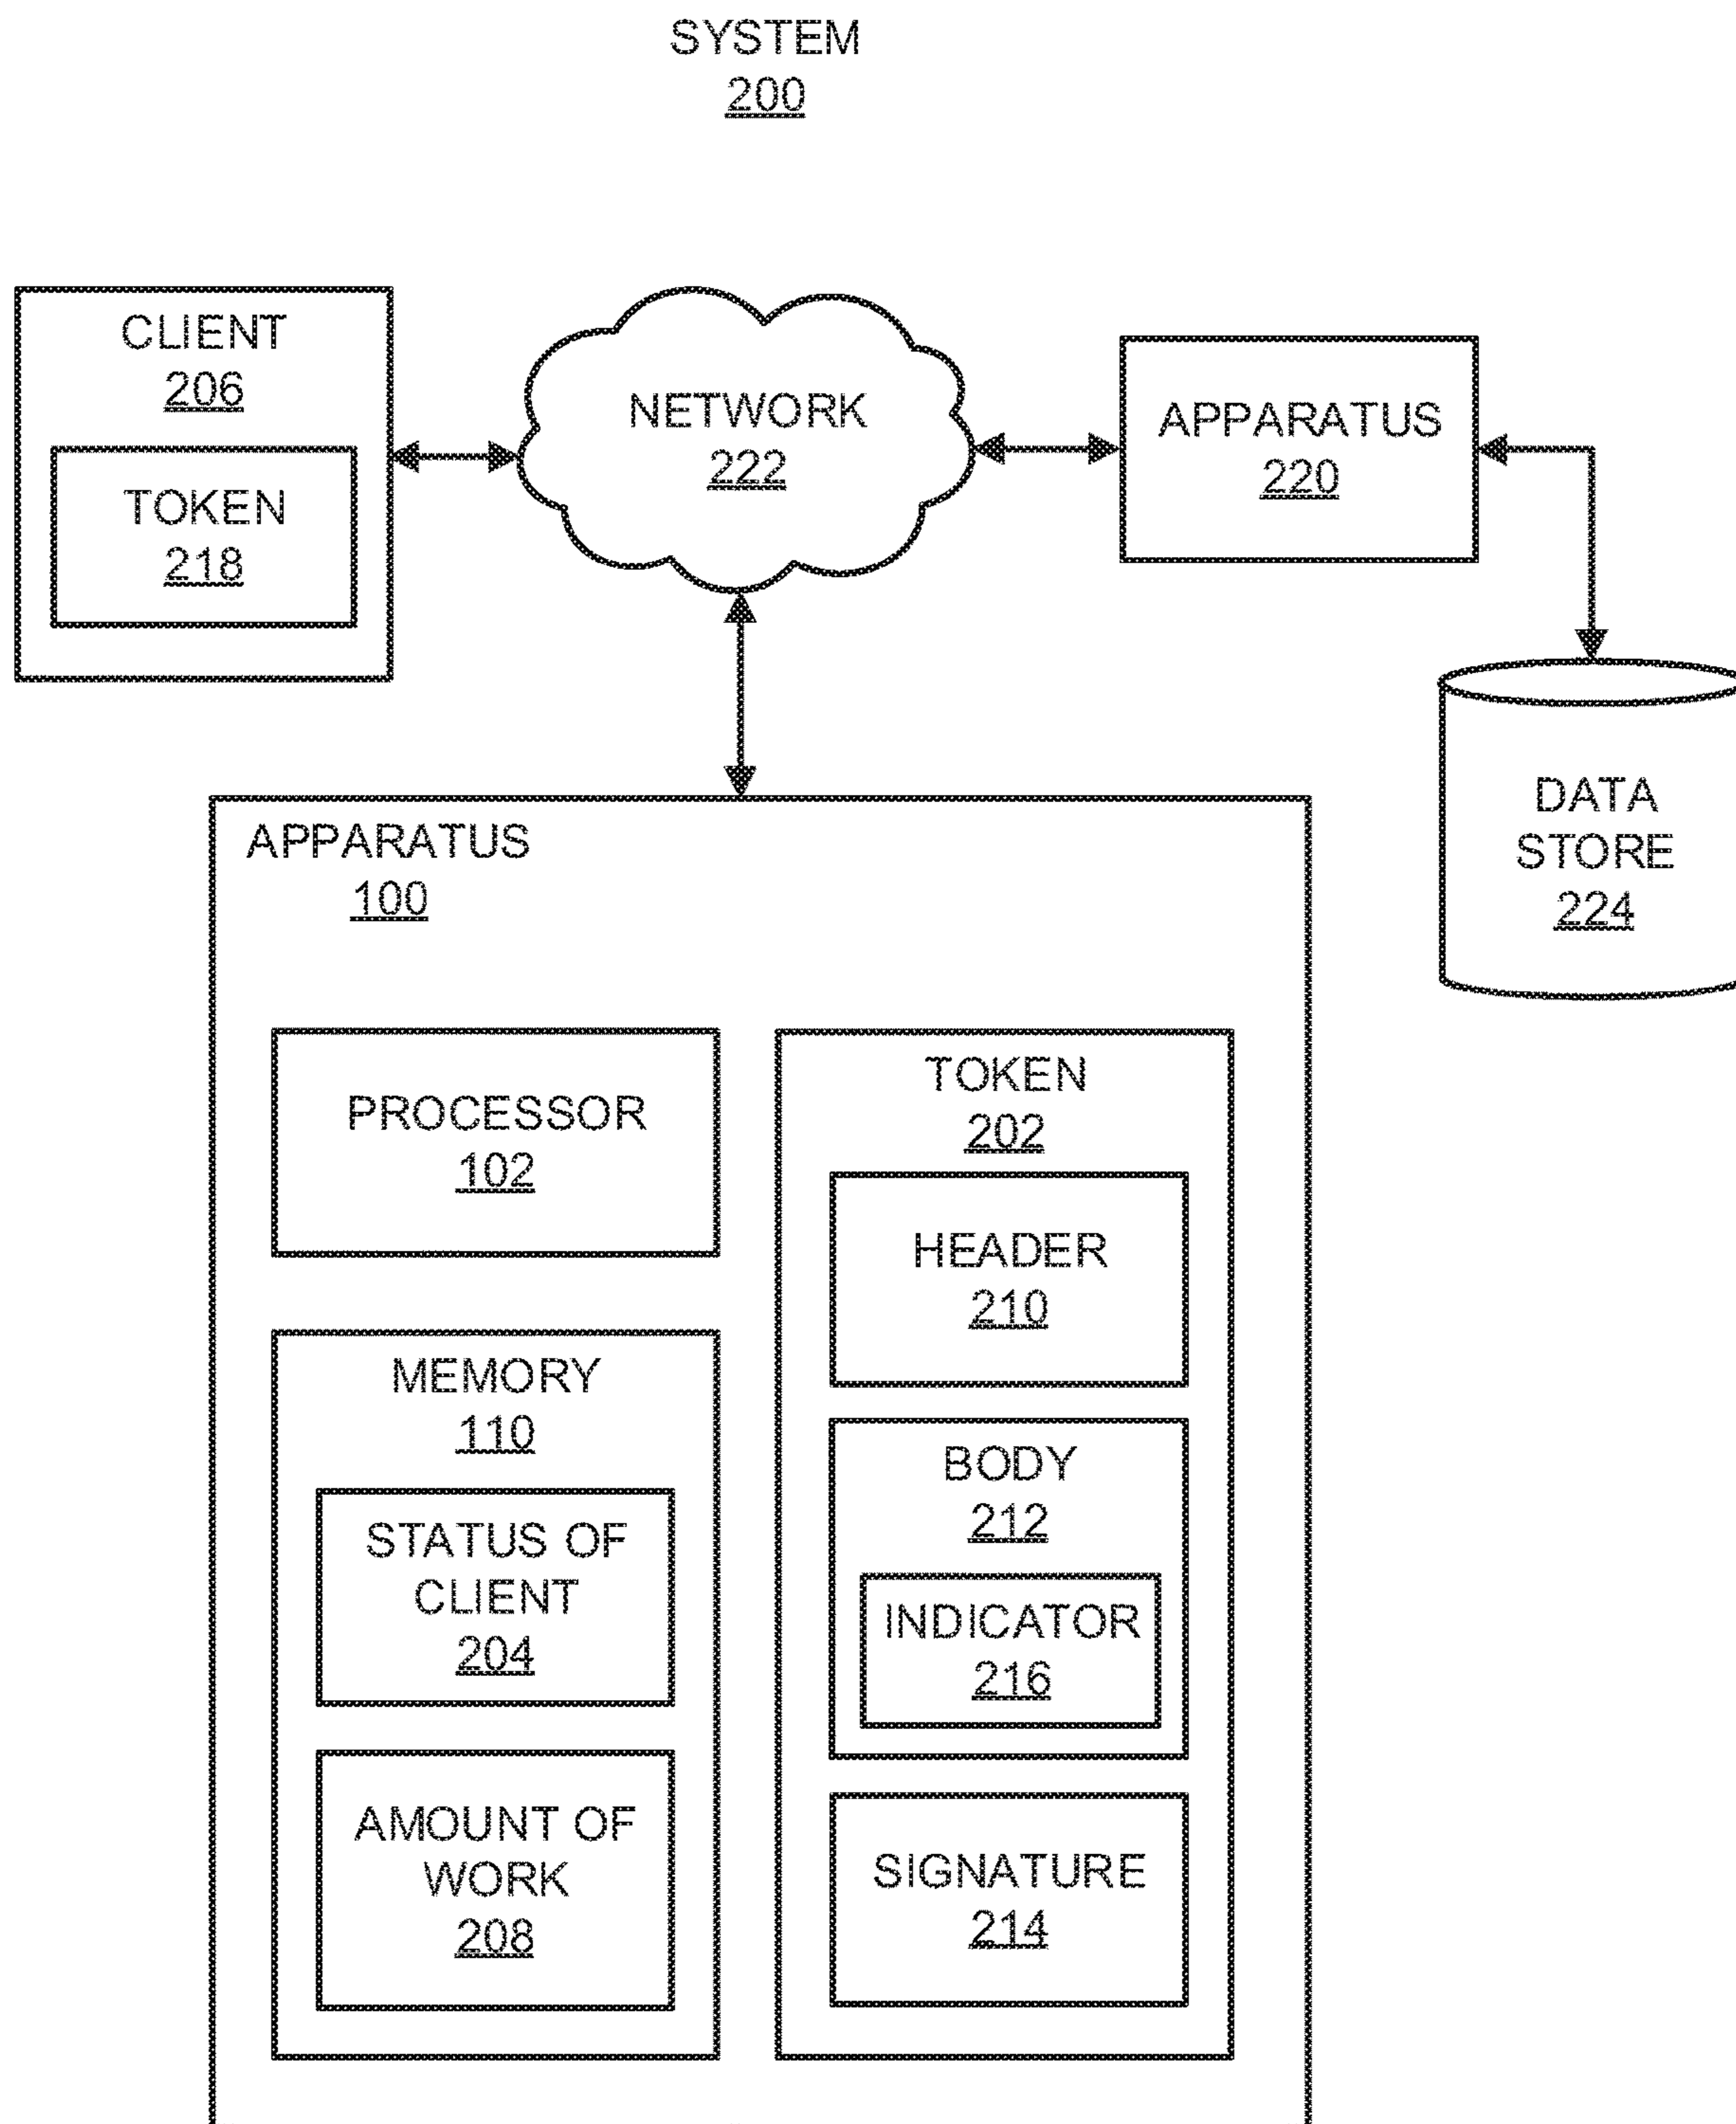 SYSTEM
200
CLIENT
206
TOKEN
218
NETWORK
222
APPARATUS
220
DATA
STORE
224
APPARATUS
100
PROCESSOR
102
MEMORY
110
STATUS OF
CLIENT
204
AMOUNT OF
WORK
208
TOKEN
202
HEADER
210
BODY
212
INDICATOR
216
SIGNATURE
214